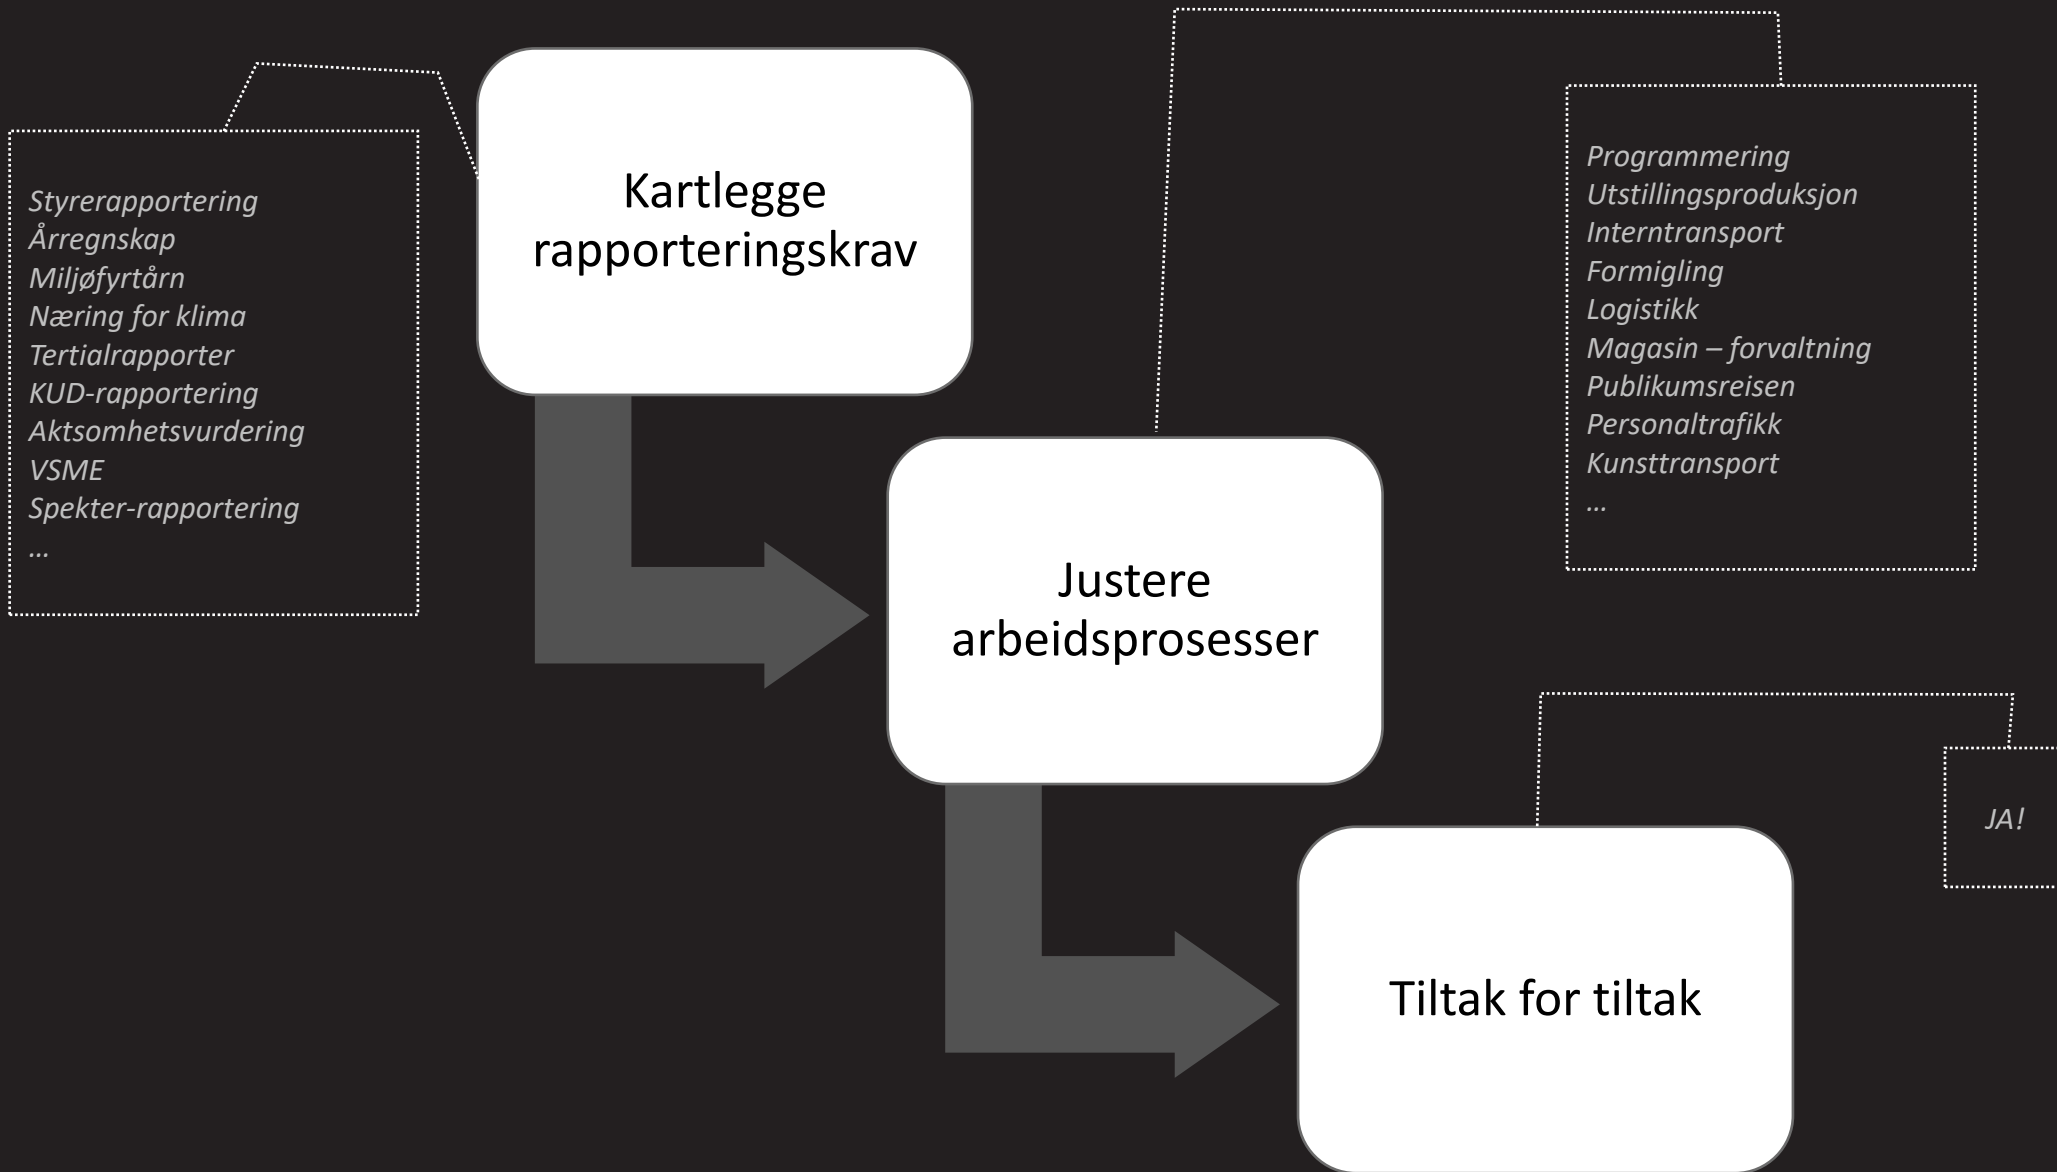 Styrerapportering
Årregnskap
Miljøfyrtårn
Næring for klima
Tertialrapporter
KUD-rapportering
Aktsomhetsvurdering
VSME
Spekter-rapportering
...
Kartlegge
rapporteringskrav
Justere
arbeidsprosesser
Programmering
Utstillingsproduksjon
Interntransport
Formigling
Logistikk
Magasin – forvaltning
Publikumsreisen
Personaltrafikk
Kunsttransport
...
Tiltak for tiltak
JA!